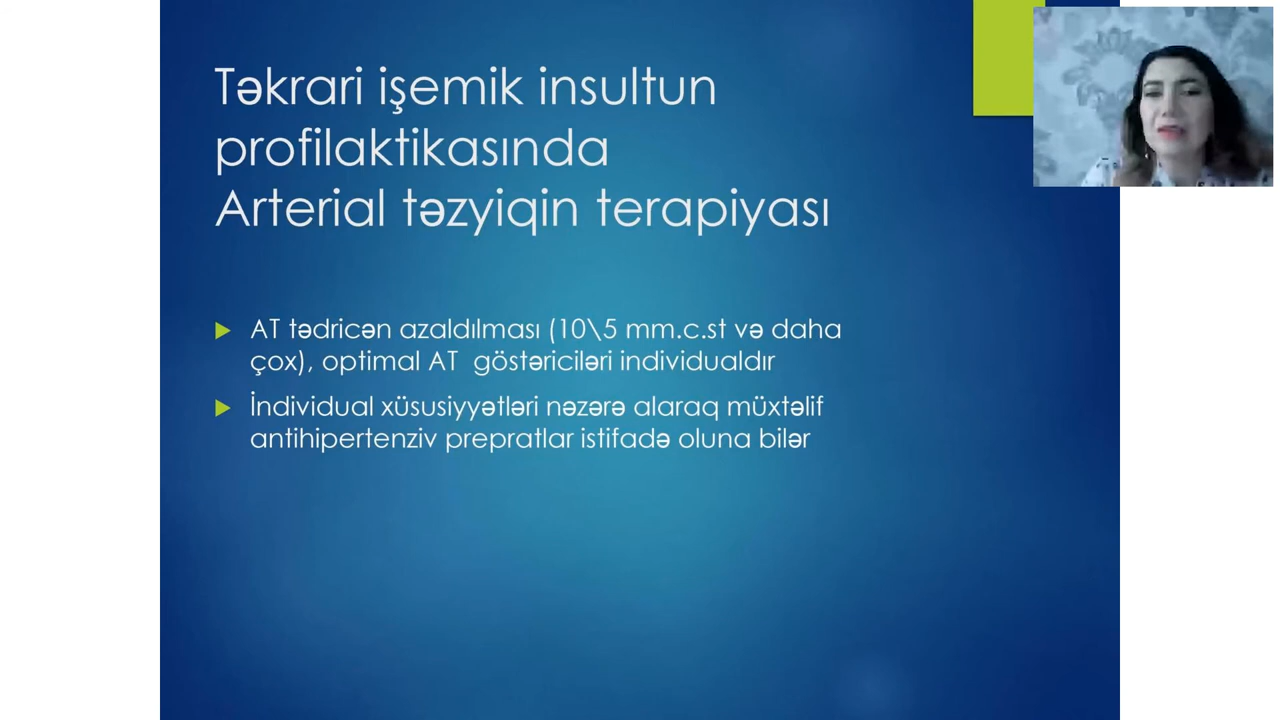 Təkrari işemik insultun
profilaktikasında
Arterial təzyiqin terapiyası
AT tədricən azaldılması (10\5 mm.c.st və daha
çox), optimal AT göstəriciləri individualdır
İndividual xüsusiyyətləri nəzərə alaraq müxtəlif
antihipertenziv prepratlar istifadə oluna bilər